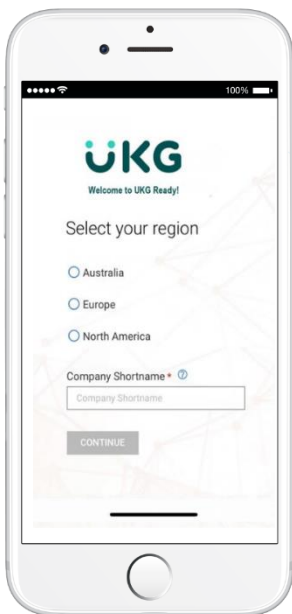 100%
UKG
Welcome to UKG Ready!
Select your region
Australia
Europe
North America
Company Shortname * ?
Company Shortname
CONTINUE